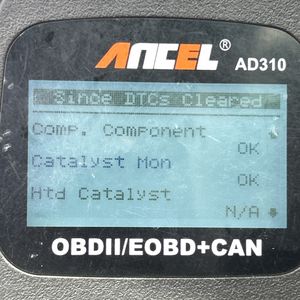 ANCEL® AD310
Since DTCs Cleared
Comp. Component
OK
Catalyst Mon
OK
Htd Catalyst
N/A
OBDII/EOBD+CAN